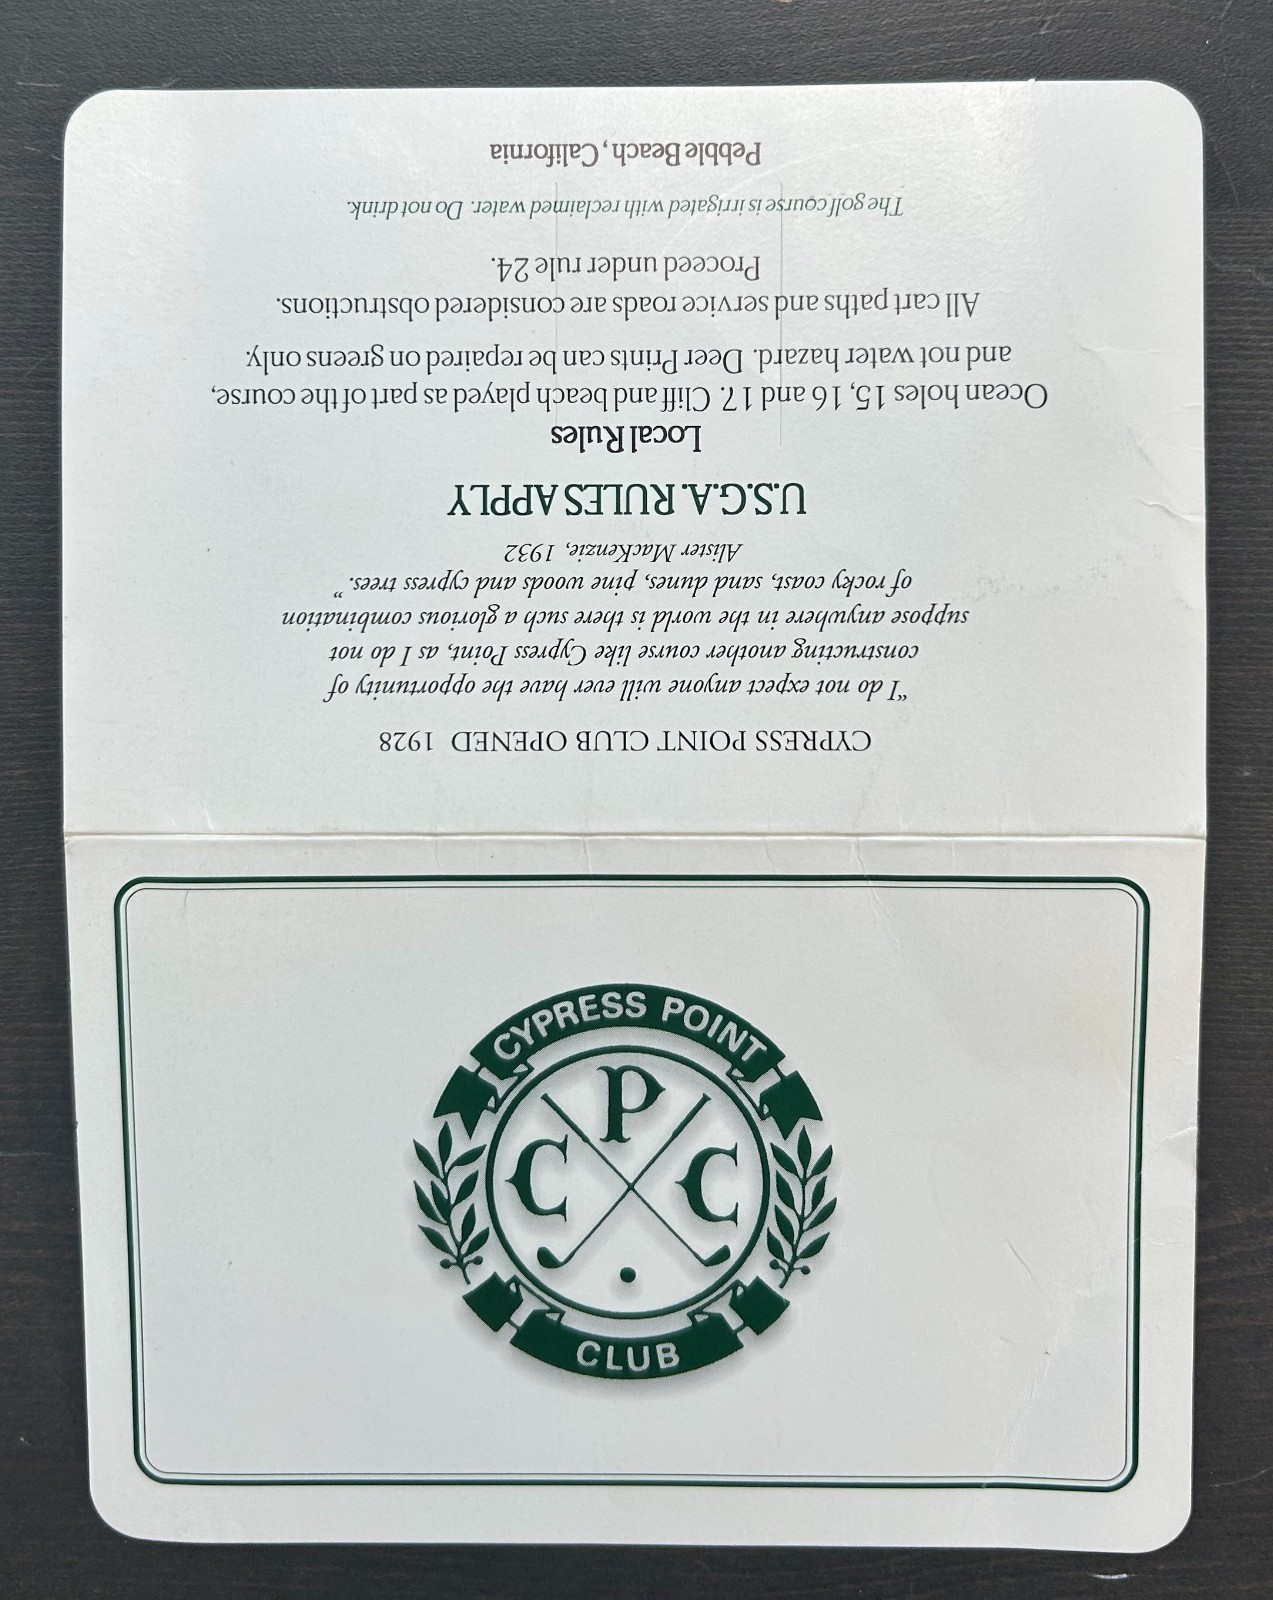 CYPRESS POINT CLUB OPENED 1928
"I do not expect anyone will ever have the opportunity of
constructing another course like Cypress Point, as I do not
suppose anywhere in the world is there such a glorious combination
of rocky coast, sand dunes, pine woods and cypress trees."
Alister MacKenzie, 1932
U.S.G.A. RULES APPLY
Local Rules
Ocean holes 15, 16 and 17. Cliff and beach played as part of the course,
and not water hazard. Deer Prints can be repaired on greens only.
All cart paths and service roads are considered obstructions.
Proceed under rule 24.
The golf course is irrigated with reclaimed water. Do not drink.
Pebble Beach, California
CYPRESS POINT
C P C
CLUB